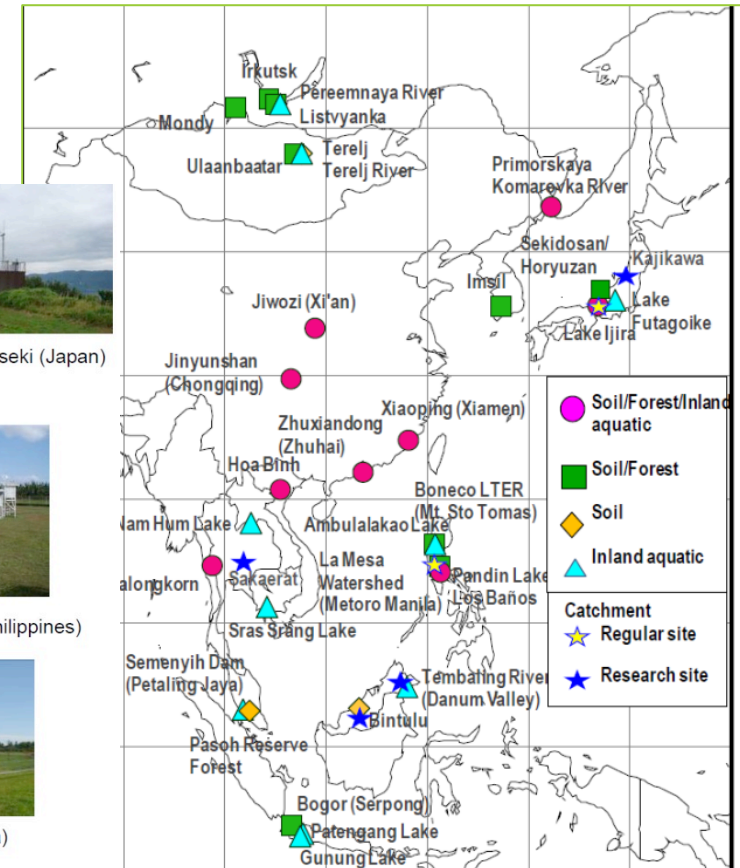 Irkutsk
Pereemnaya River
Listvyanka
Mondy
Ulaanbaatar
Terelj
Terelj River
Primorskaya
Komarovka River
Sekidosan/
Horyuzan
Kajikawa
Imsil
Lake
Futagoike
Lake Ijira
seki (Japan)
Jiwozi (Xi'an)
Jinyunshan
(Chongqing)
Xiaoping (Xiamen)
Zhuxiandong
(Zhuhai)
Hoa Binh
Soil/Forest/Inland
aquatic
Soil/Forest
Soil
Inland aquatic
Catchment
Regular site
Research site
Boneco LTER
(Mt. Sto Tomas)
Nam Hum Lake
Ambulalakao Lake
alongkorn
Sakaerat
La Mesa
Watershed
(Metoro Manila)
Pandin Lake
Los Baños
hilippines)
Sras Srang Lake
Semenyih Dam
(Petaling Jaya)
Tembaling River
(Danum Valley)
Bintulu
Pasoh Reserve
Forest
Bogor (Serpong)
Patengang Lake
Gunung Lake
)